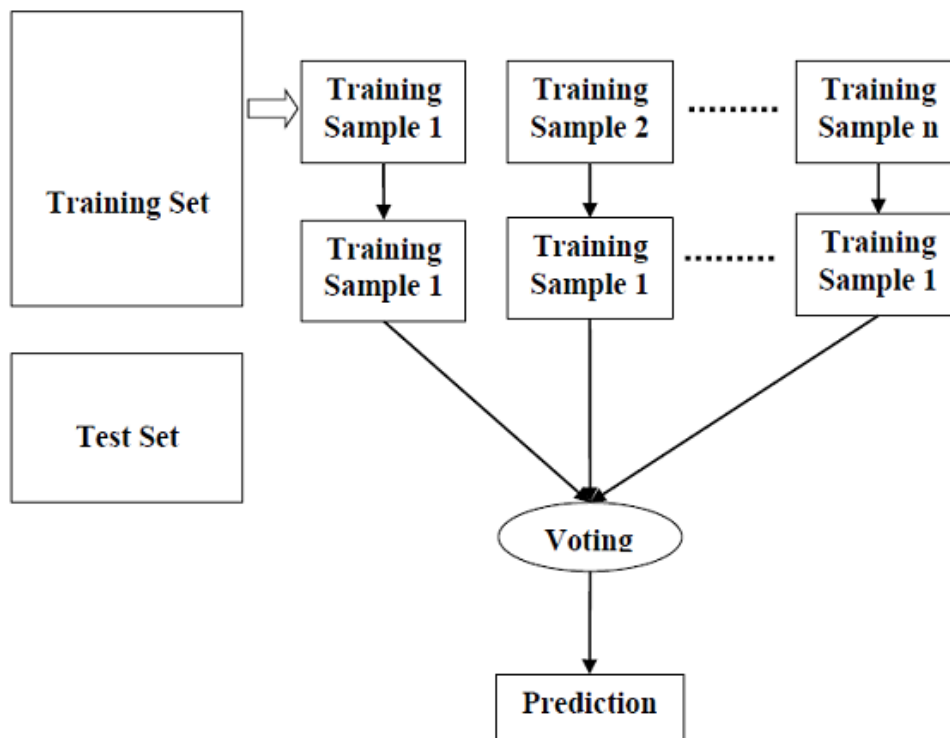 Training Set
Training
Sample 1
Training
Sample 2
Training
Sample n
Training
Sample 1
Training
Sample 1
Training
Sample 1
Test Set
Voting
Prediction